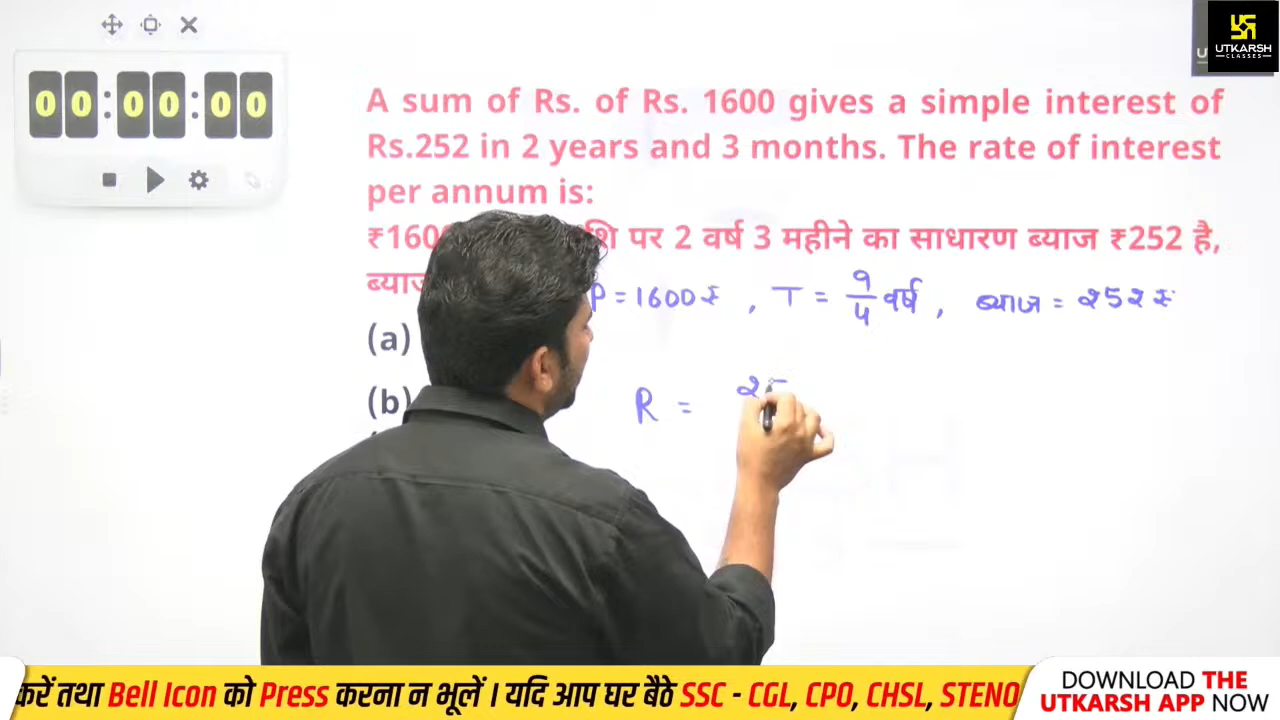 00:00:00
UTKARSH
CLASSES
A sum of Rs. of Rs. 1600 gives a simple interest of
Rs.252 in 2 years and 3 months. The rate of interest
per annum is:
₹160 शि पर 2 वर्ष 3 महीने का साधारण ब्याज ₹252 है,
ब्याज
P = 1600 रु , T = 9/4 वर्ष , ब्याज = २5२ रु
(a)
(b)
R = २5
करें तथा Bell Icon को Press करना न भूलें । यदि आप घर बैठे SSC - CGL, CPO, CHSL, STENO
DOWNLOAD THE
UTKARSH APP NOW